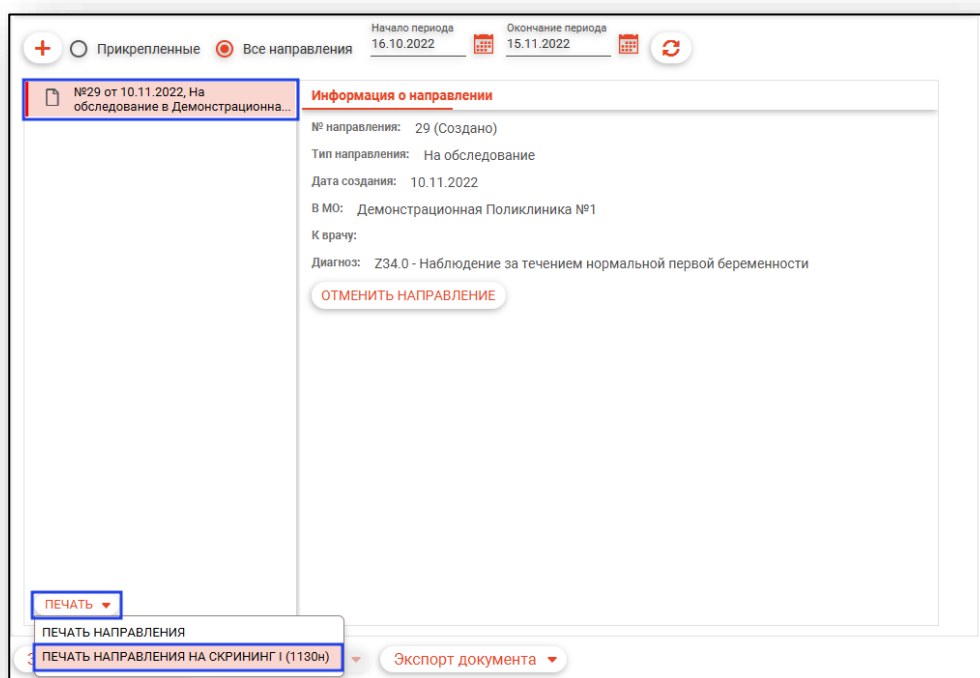 Начало периода
Окончание периода
+ Прикрепленные Все направления 16.10.2022 15.11.2022
№29 от 10.11.2022, На
обследование в Демонстрационна...
Информация о направлении
№ направления: 29 (Создано)
Тип направления: На обследование
Дата создания: 10.11.2022
В МО: Демонстрационная Поликлиника №1
К врачу:
Диагноз: Z34.0 - Наблюдение за течением нормальной первой беременности
ОТМЕНИТЬ НАПРАВЛЕНИЕ
ПЕЧАТЬ
ПЕЧАТЬ НАПРАВЛЕНИЯ
ПЕЧАТЬ НАПРАВЛЕНИЯ НА СКРИНИНГ I (1130н)
Экспорт документа